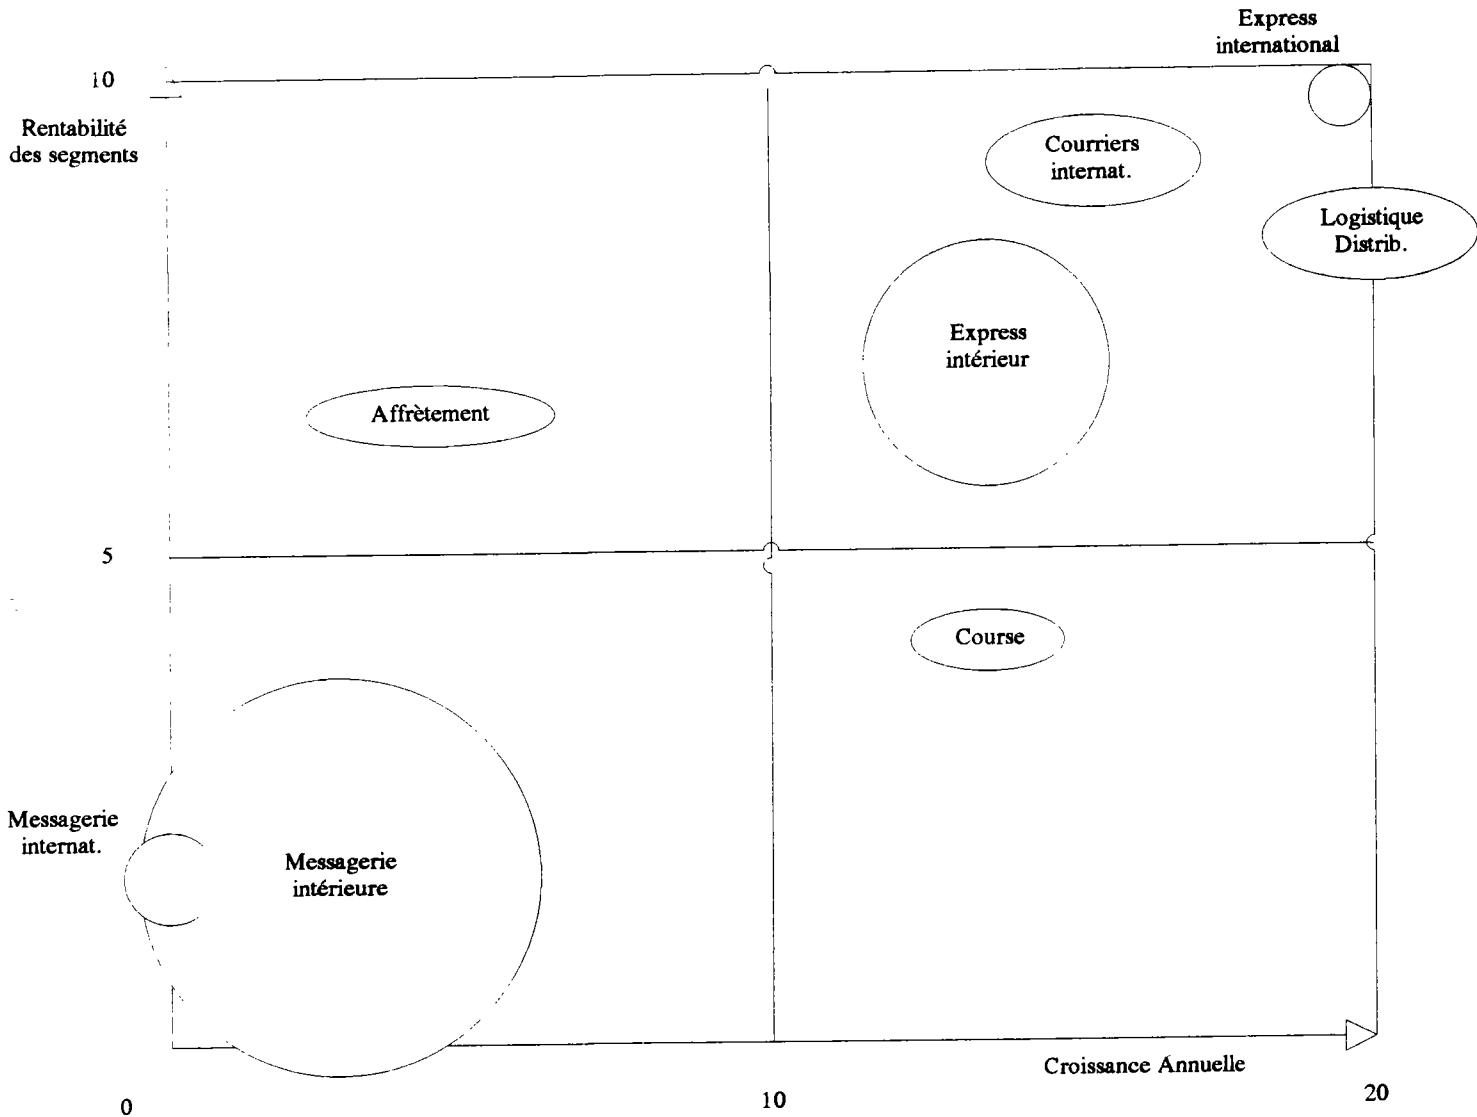 Express
international
10
Rentabilité
des segments
Courriers
internat.
Logistique
Distrib.
Express
intérieur
Affrètement
5
Course
Messagerie
internat.
Messagerie
intérieure
Croissance Annuelle
0
10
20